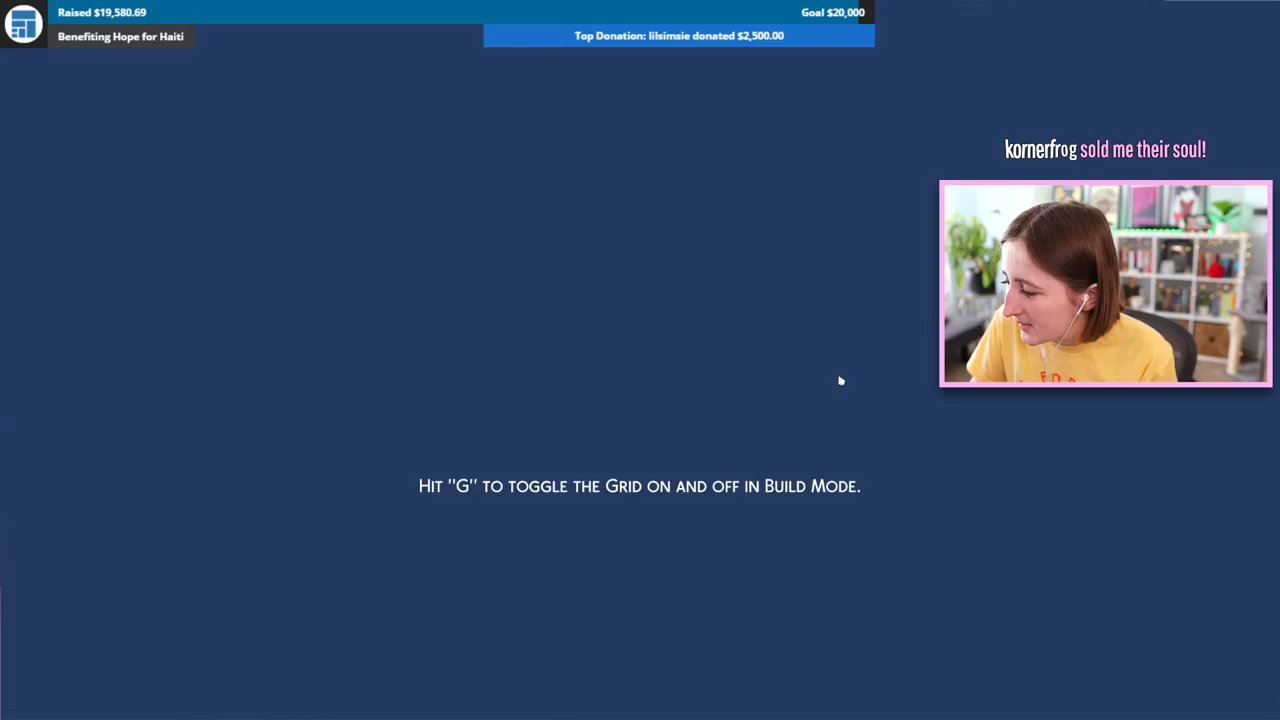 Raised $19,580.69
Goal $20,000
Benefiting Hope for Haiti
Top Donation: lilsimsie donated $2,500.00
kornerfrog sold me their soul!
Hit "G" to toggle the Grid on and off in Build Mode.